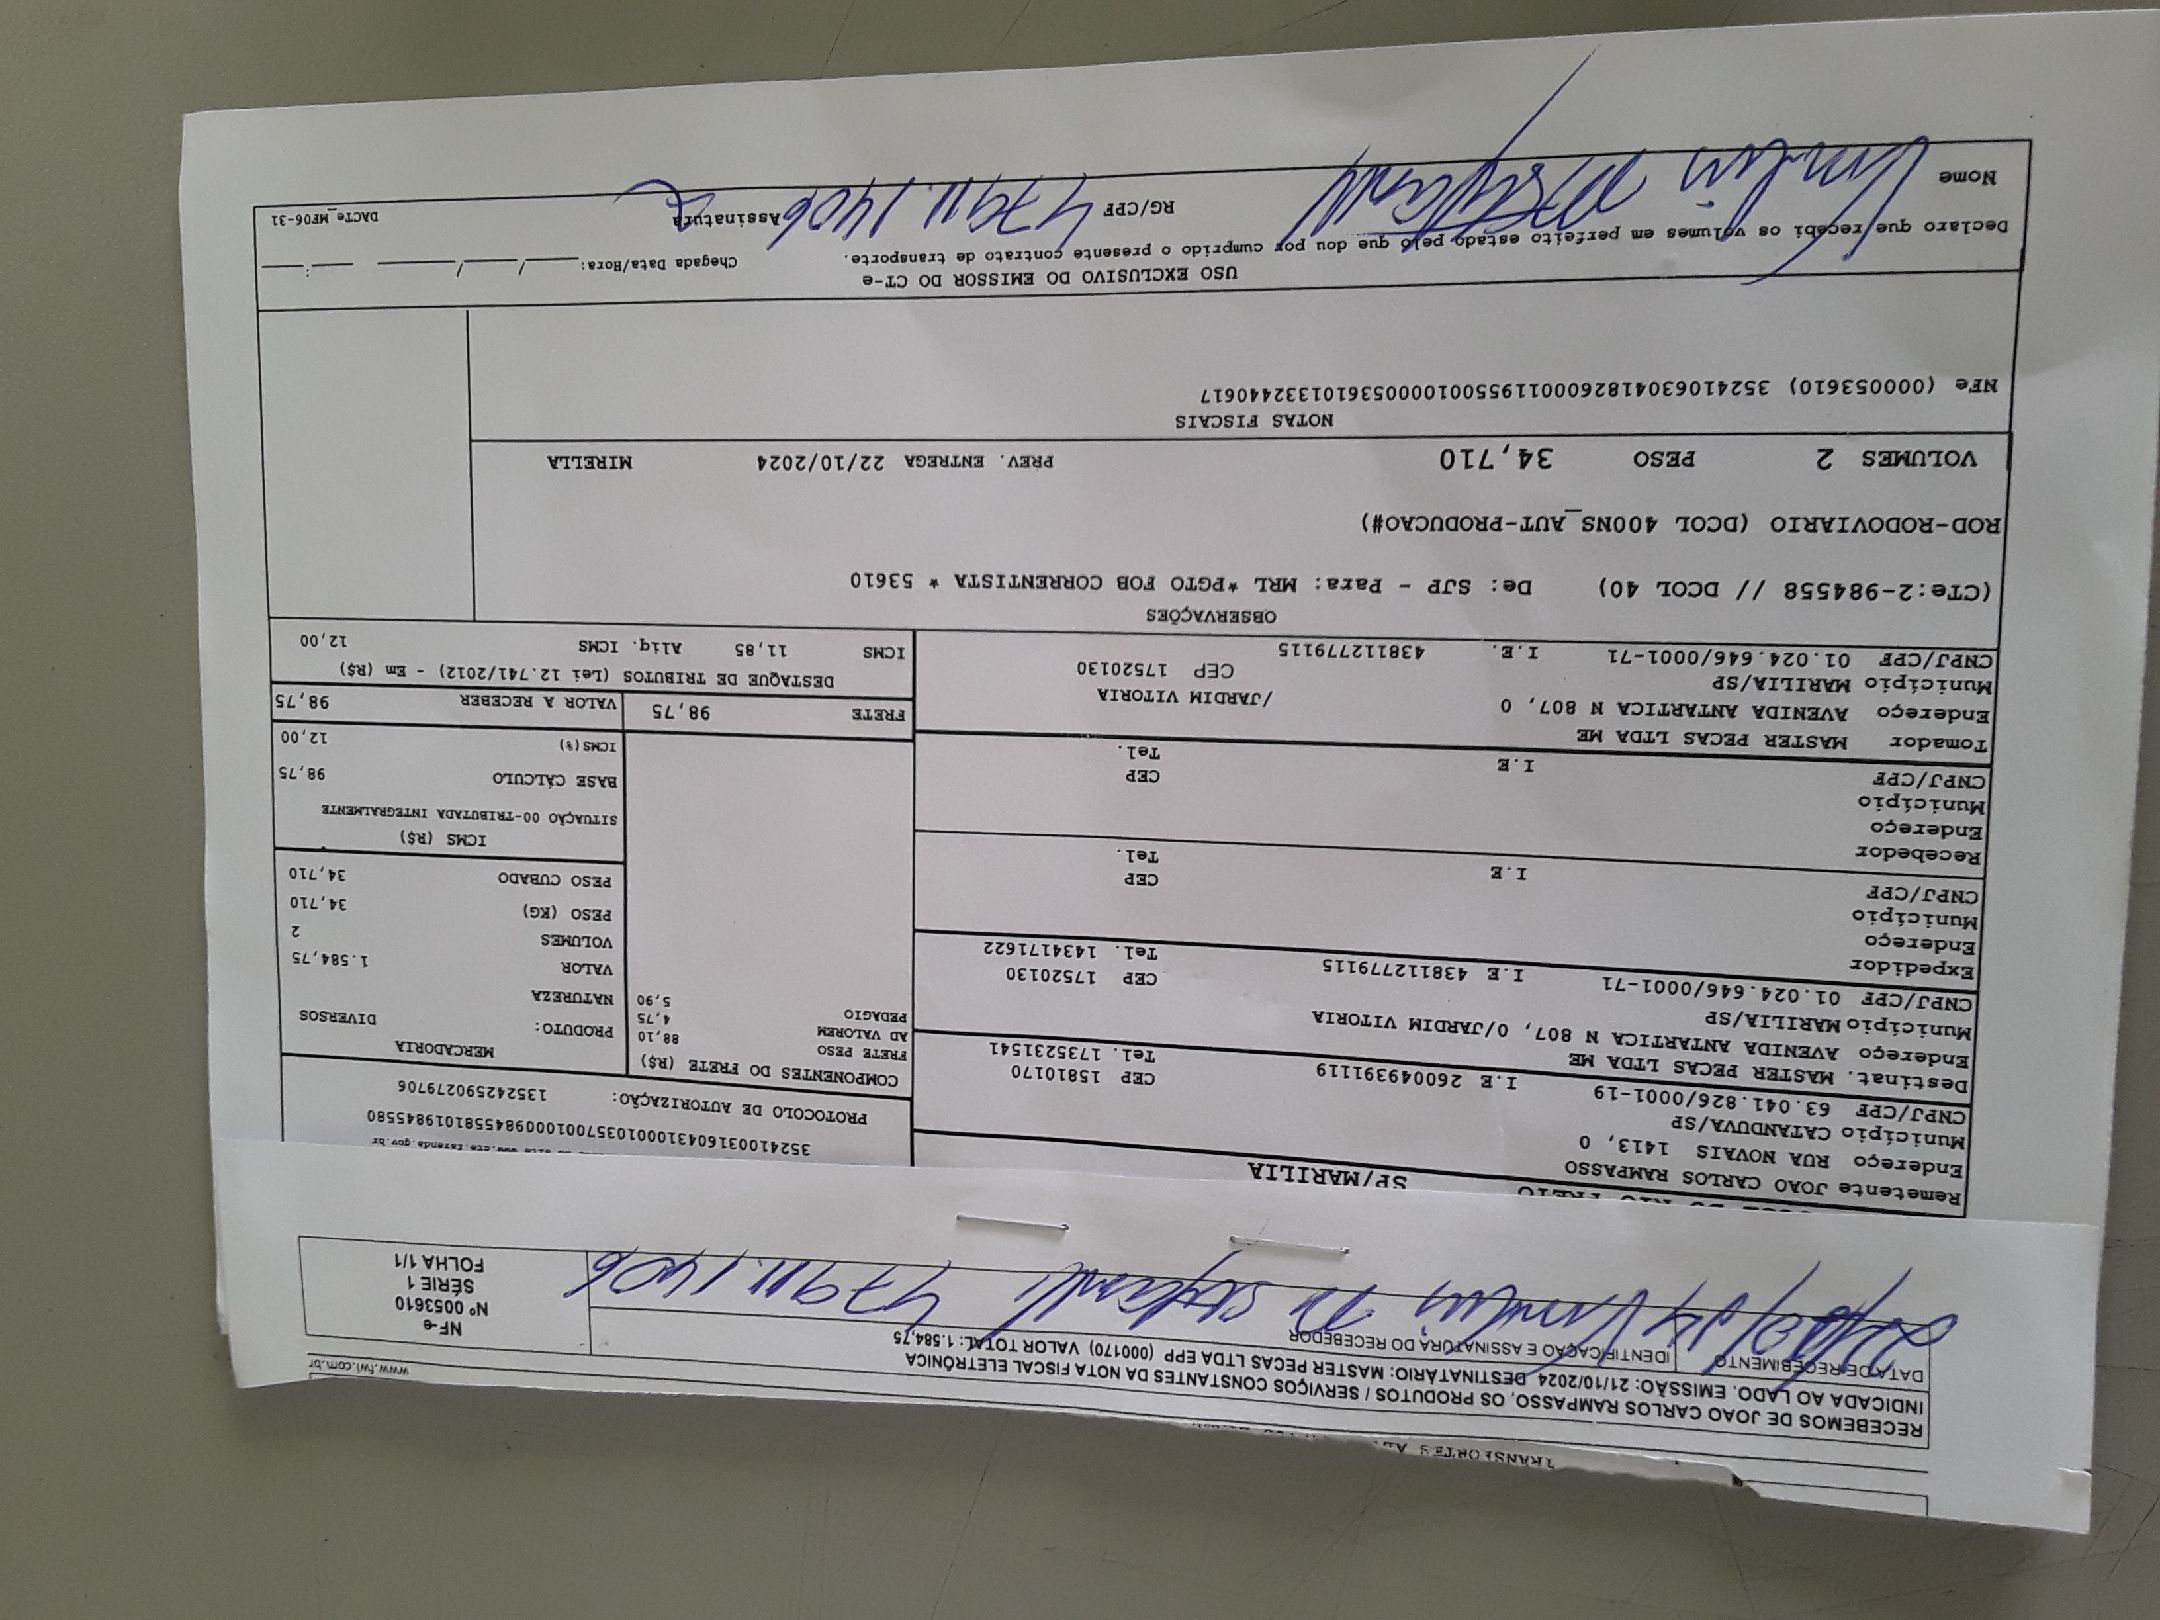 RECEBEMOS DE JOAO CARLOS RAMPASSO, OS PRODUTOS / SERVIÇOS CONSTANTES DA NOTA FISCAL ELETRÔNICA
INDICADA AO LADO. EMISSÃO: 21/10/2024 DESTINATÁRIO: MASTER PECAS LTDA EPP (000170) VALOR TOTAL: 1.584,75
DATA DE RECEBIMENTO
IDENTIFICAÇÃO E ASSINATURA DO RECEBEDOR
47911.1406
www.fwi.com.br
NF-e
Nº 0053610
SÉRIE 1
FOLHA 1/1
SP/MARILIA
Remetente JOAO CARLOS RAMPASSO
Endereço RUA NOVAIS 1413, 0
Município CATANDUVA/SP CEP 15810170
CNPJ/CPF 63.041.826/0001-19 I.E 260049391119 Tel. 1735231541
Destinat. MASTER PECAS LTDA ME
Endereço AVENIDA ANTARTICA N 807, 0/JARDIM VITORIA
Município MARILIA/SP CEP 17520130
CNPJ/CPF 01.024.646/0001-71 I.E 438112779115 Tel. 1434171622
Expedidor
Endereço
Município CEP
CNPJ/CPF I.E Tel.
Recebedor
Endereço
Município CEP
CNPJ/CPF I.E Tel.
Tomador MASTER PECAS LTDA ME
Endereço AVENIDA ANTARTICA N 807, 0 /JARDIM VITORIA
Município MARILIA/SP CEP 17520130
CNPJ/CPF 01.024.646/0001-71 I.E. 438112779115
PROTOCOLO DE AUTORIZAÇÃO: 135242590279706
COMPONENTES DO FRETE (R$)
FRETE PESO 88,10
AD VALOREM 4,75
PEDAGIO 5,90
MERCADORIA
PRODUTO: DIVERSOS
NATUREZA
VALOR 1.584,75
VOLUMES 2
PESO (KG) 34,710
PESO CUBADO 34,710
ICMS (R$)
SITUAÇÃO 00-TRIBUTADA INTEGRALMENTE
BASE CÁLCULO 98,75
ICMS(%) 12,00
FRETE 98,75
VALOR A RECEBER 98,75
DESTAQUE DE TRIBUTOS (Lei 12.741/2012) - Em (R$)
ICMS 11,85 Aliq. ICMS 12,00
OBSERVAÇÕES
(CTe:2-984558 // DCOL 40) De: SJP - Para: MRL *PGTO FOB CORRENTISTA * 53610
ROD-RODOVIARIO (DCOL 400NS_AUT-PRODUCAO#)
VOLUMES 2 PESO 34,710 PREV. ENTREGA 22/10/2024 MIRELLA
NOTAS FISCAIS
NFe (000053610) 35241063041826000119550010000536101332440617
USO EXCLUSIVO DO EMISSOR DO CT-e
Declaro que recebi os volumes em perfeito estado pelo que dou por cumprido o presente contrato de transporte.
Chegada Data/Hora: ___/___/___ ___:___
Nome
RG/CPF 47911.1406
Assinatura
DACTe_MF06-31